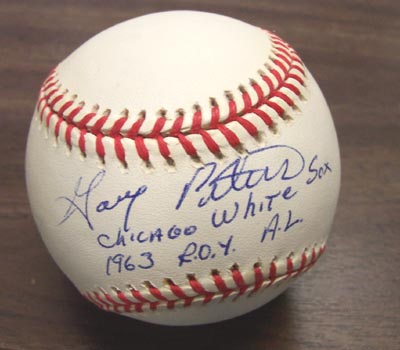 Gary Peters
Chicago White Sox
1963 R.O.Y. A.L.